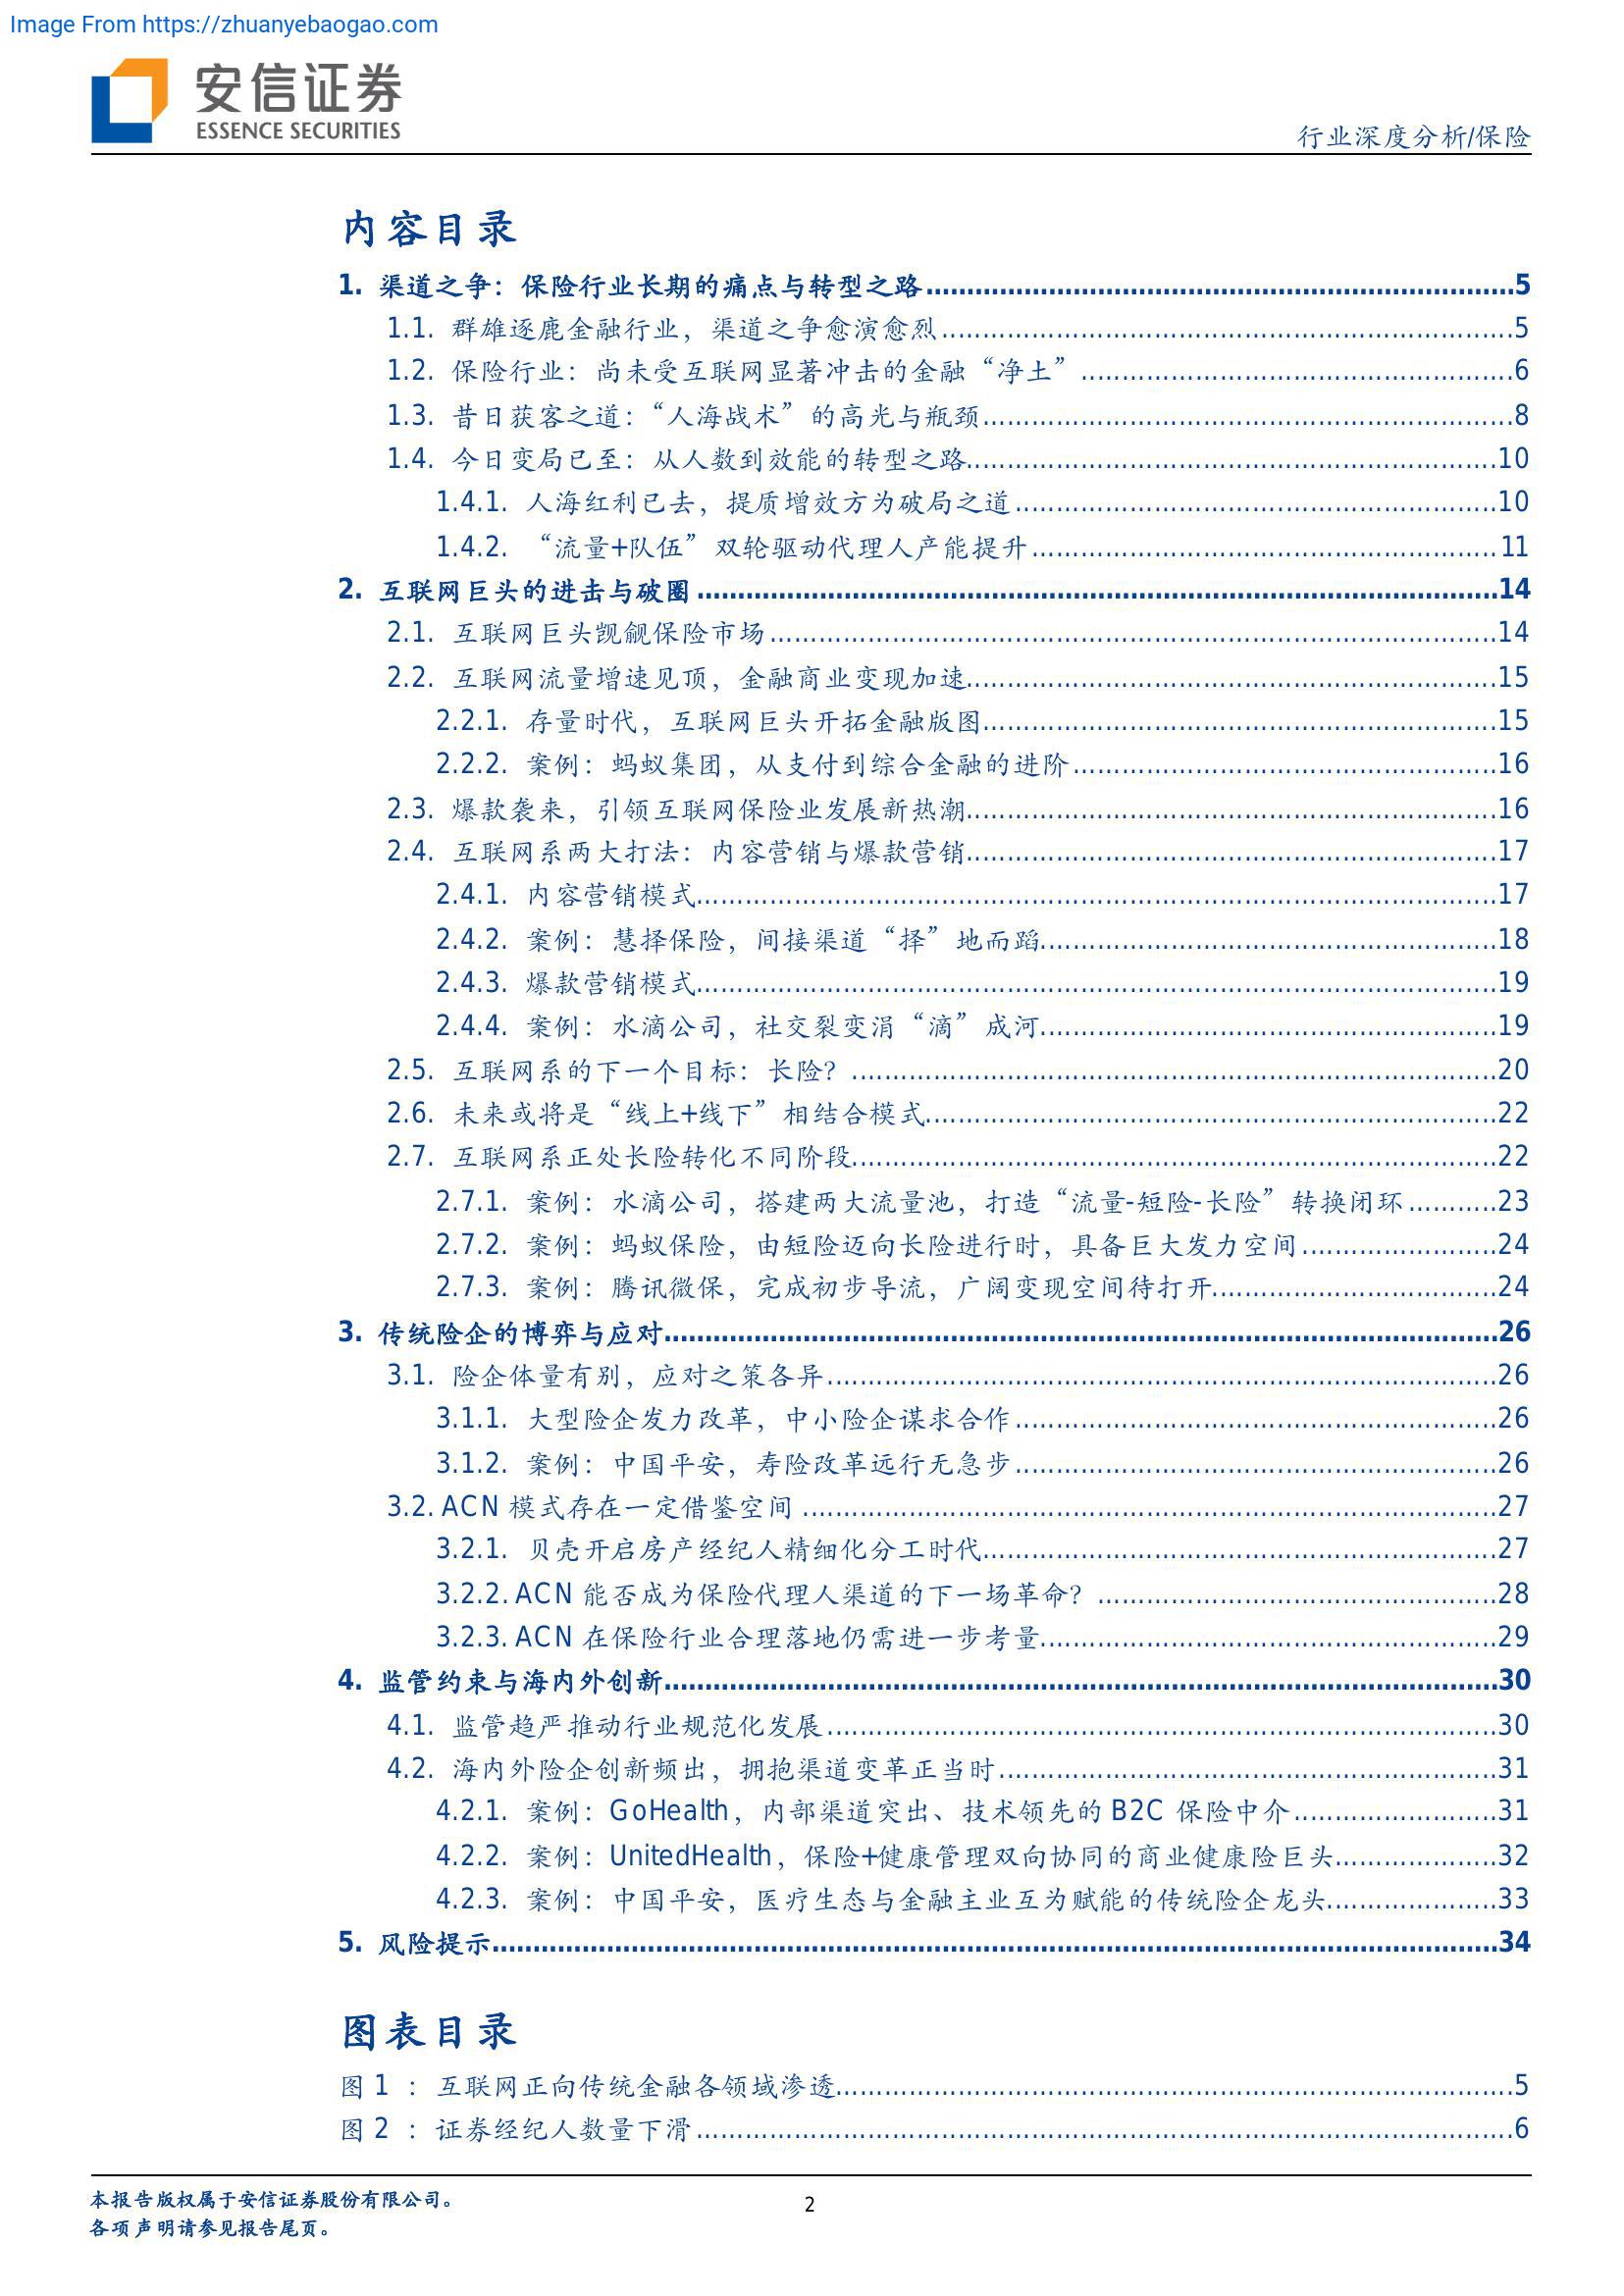 Image From https://zhuanyebaogao.com
安信证券
ESSENCE SECURITIES
行业深度分析/保险
内容目录
1. 渠道之争：保险行业长期的痛点与转型之路......5
1.1. 群雄逐鹿金融行业，渠道之争愈演愈烈......5
1.2. 保险行业：尚未受互联网显著冲击的金融“净土”......6
1.3. 昔日获客之道：“人海战术”的高光与瓶颈......8
1.4. 今日变局已至：从人数到效能的转型之路......10
1.4.1. 人海红利已去，提质增效方为破局之道......10
1.4.2. “流量+队伍”双轮驱动代理人产能提升......11
2. 互联网巨头的进击与破圈......14
2.1. 互联网巨头觊觎保险市场......14
2.2. 互联网流量增速见顶，金融商业变现加速......15
2.2.1. 存量时代，互联网巨头开拓金融版图......15
2.2.2. 案例：蚂蚁集团，从支付到综合金融的进阶......16
2.3. 爆款袭来，引领互联网保险业发展新热潮......16
2.4. 互联网系两大打法：内容营销与爆款营销......17
2.4.1. 内容营销模式......17
2.4.2. 案例：慧择保险，间接渠道“择”地而蹈......18
2.4.3. 爆款营销模式......19
2.4.4. 案例：水滴公司，社交裂变涓“滴”成河......19
2.5. 互联网系的下一个目标：长险？......20
2.6. 未来或将是“线上+线下”相结合模式......22
2.7. 互联网系正处长险转化不同阶段......22
2.7.1. 案例：水滴公司，搭建两大流量池，打造“流量-短险-长险”转换闭环......23
2.7.2. 案例：蚂蚁保险，由短险迈向长险进行时，具备巨大发力空间......24
2.7.3. 案例：腾讯微保，完成初步导流，广阔变现空间待打开......24
3. 传统险企的博弈与应对......26
3.1. 险企体量有别，应对之策各异......26
3.1.1. 大型险企发力改革，中小险企谋求合作......26
3.1.2. 案例：中国平安，寿险改革远行无急步......26
3.2. ACN 模式存在一定借鉴空间......27
3.2.1. 贝壳开启房产经纪人精细化分工时代......27
3.2.2. ACN 能否成为保险代理人渠道的下一场革命？......28
3.2.3. ACN 在保险行业合理落地仍需进一步考量......29
4. 监管约束与海内外创新......30
4.1. 监管趋严推动行业规范化发展......30
4.2. 海内外险企创新频出，拥抱渠道变革正当时......31
4.2.1. 案例：GoHealth，内部渠道突出、技术领先的 B2C 保险中介......31
4.2.2. 案例：UnitedHealth，保险+健康管理双向协同的商业健康险巨头......32
4.2.3. 案例：中国平安，医疗生态与金融主业互为赋能的传统险企龙头......33
5. 风险提示......34
图表目录
图 1 ：互联网正向传统金融各领域渗透......5
图 2 ：证券经纪人数量下滑......6
本报告版权属于安信证券股份有限公司。
2
各项声明请参见报告尾页。